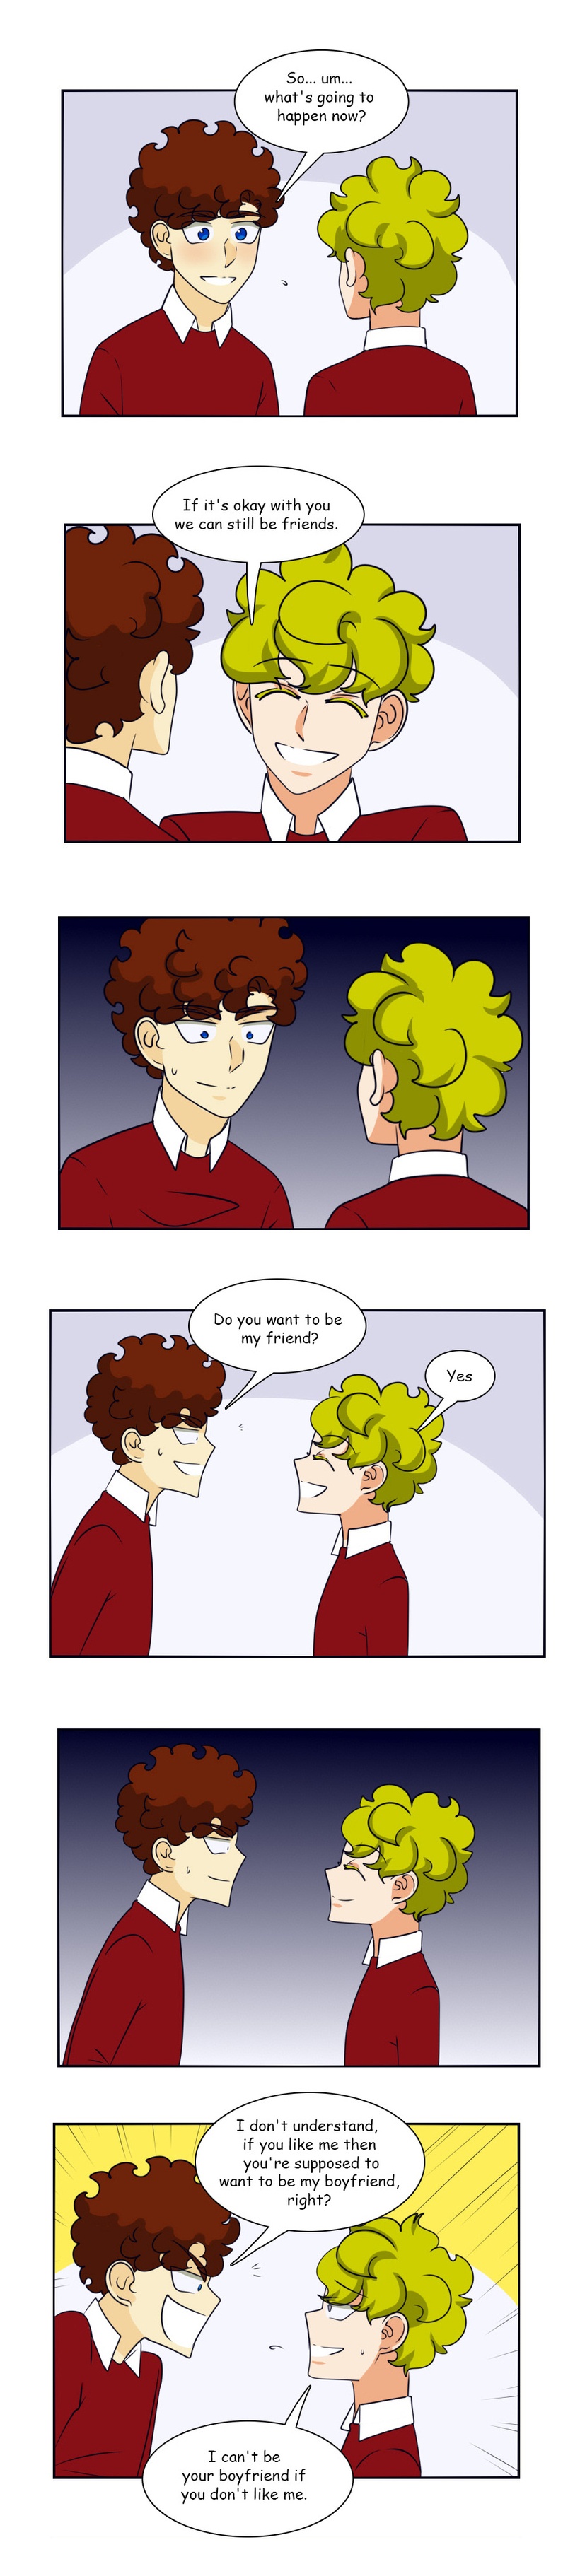 So... um...
what's going to
happen now?
If it's okay with you
we can still be friends.
Do you want to be
my friend?
Yes
I don't understand,
if you like me then
you're supposed to
want to be my boyfriend,
right?
I can't be
your boyfriend if
you don't like me.